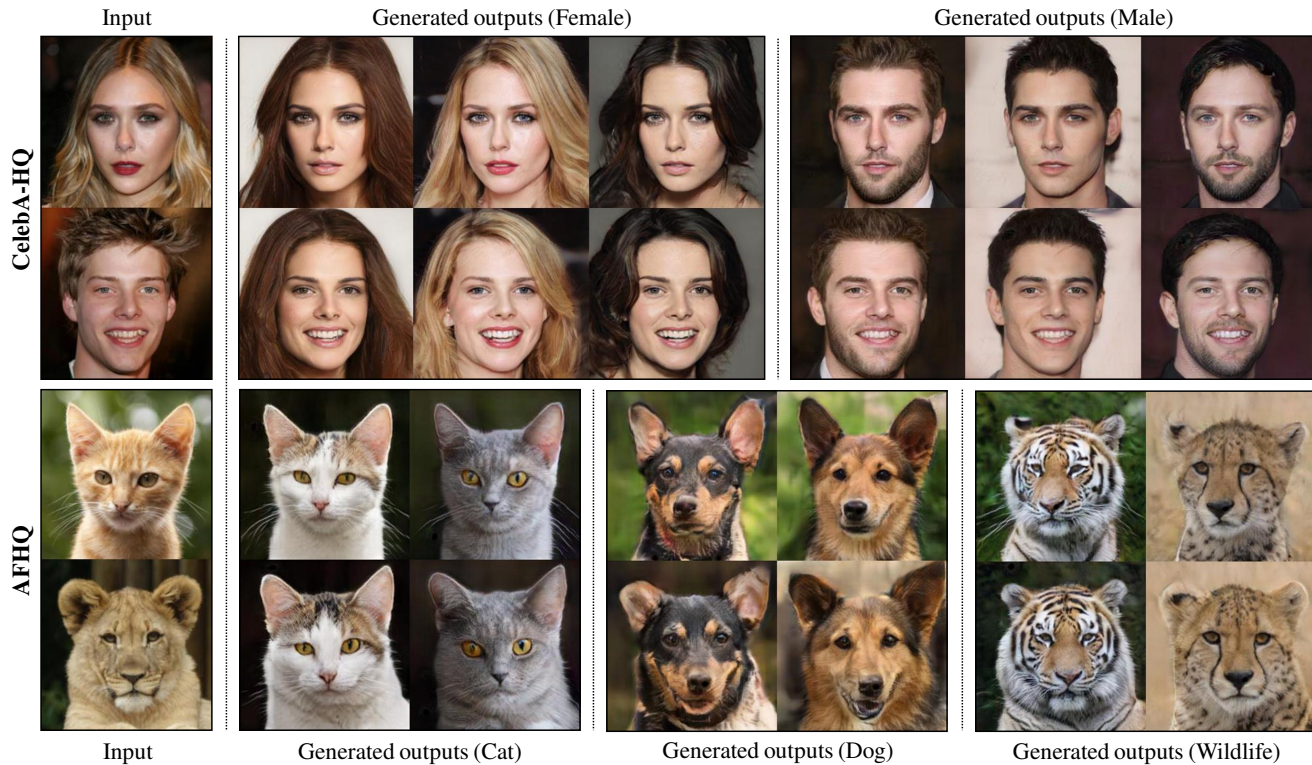 Input
Generated outputs (Female)
Generated outputs (Male)
CelebA-HQ
AFHQ
Input
Generated outputs (Cat)
Generated outputs (Dog)
Generated outputs (Wildlife)